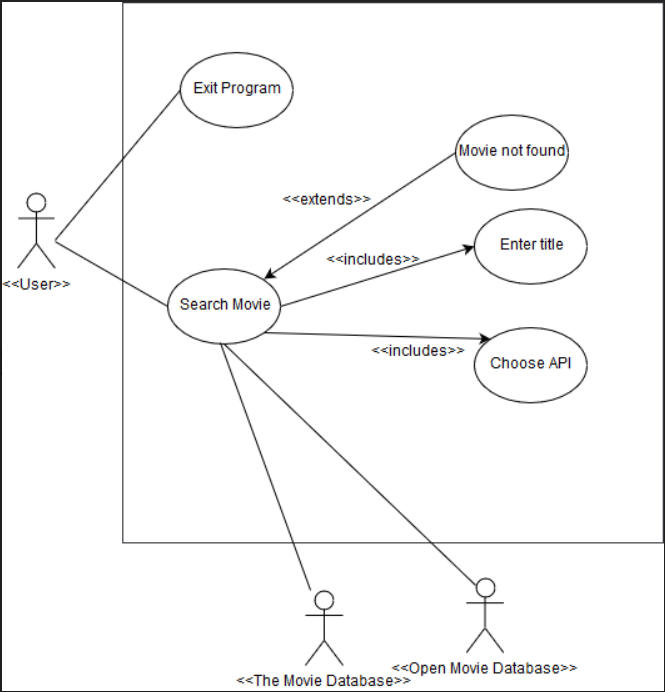 Exit Program
Movie not found
<<extends>>
Enter title
<<includes>>
<<User>>
Search Movie
<<includes>>
Choose API
<<Open Movie Database>>
<<The Movie Database>>